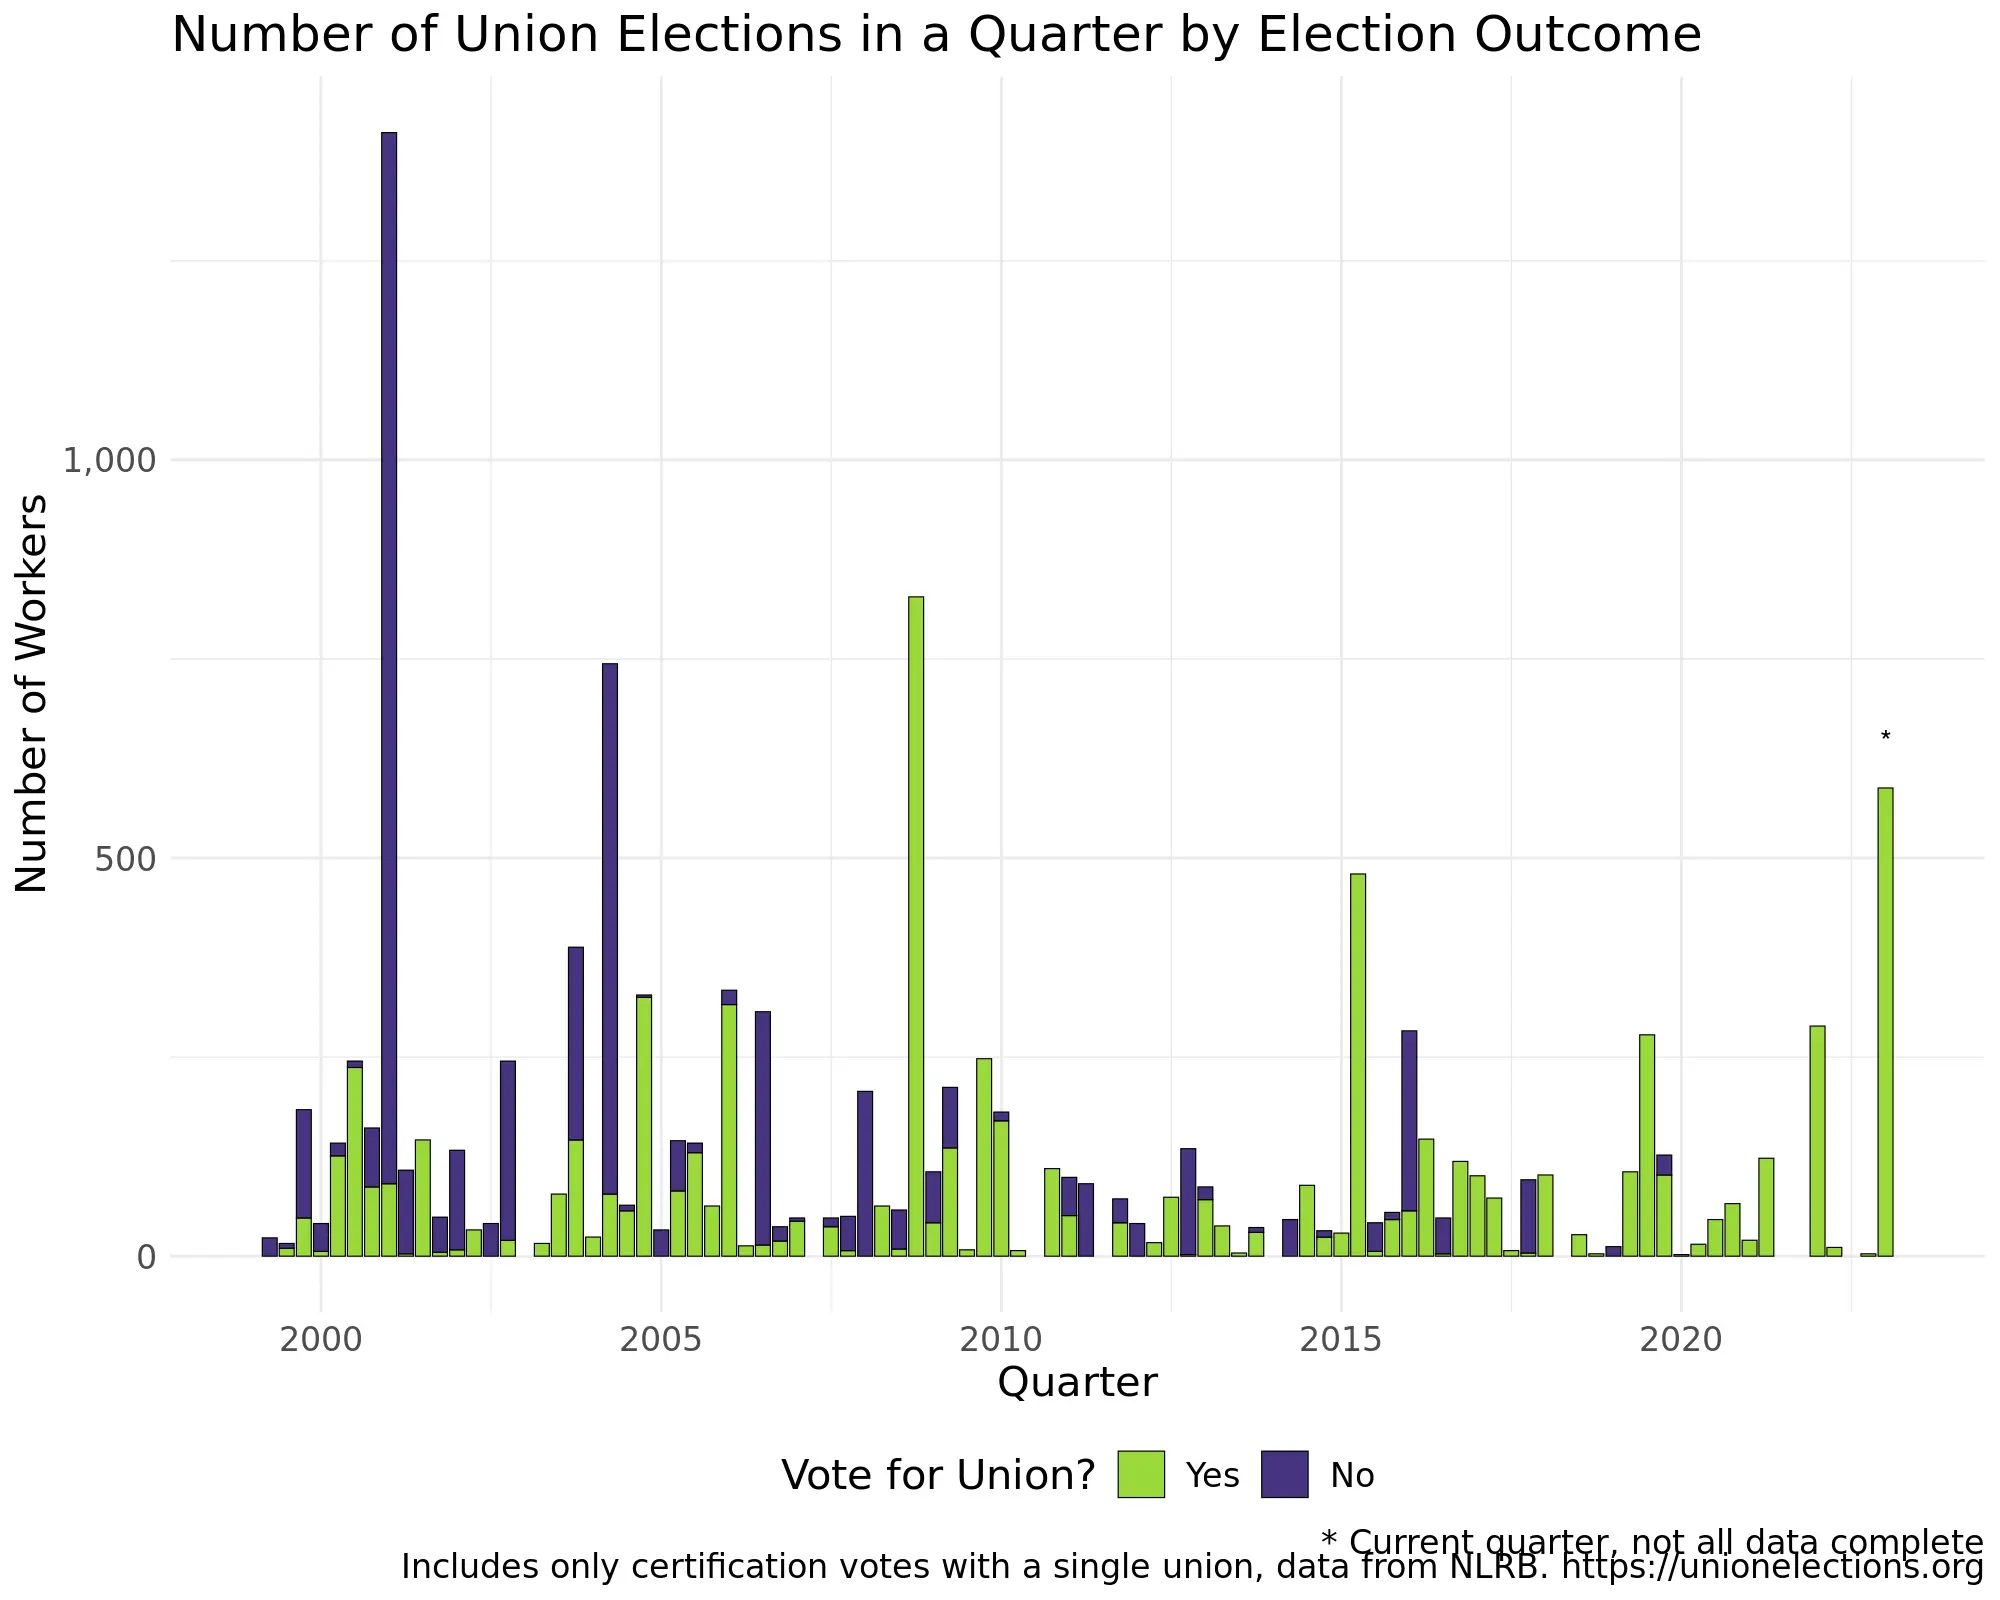 Number of Union Elections in a Quarter by Election Outcome
Number of Workers
1,000
500
0
*
2000 2005 2010 2015 2020
Quarter
Vote for Union? Yes No
* Current quarter, not all data complete
Includes only certification votes with a single union, data from NLRB. https://unionelections.org